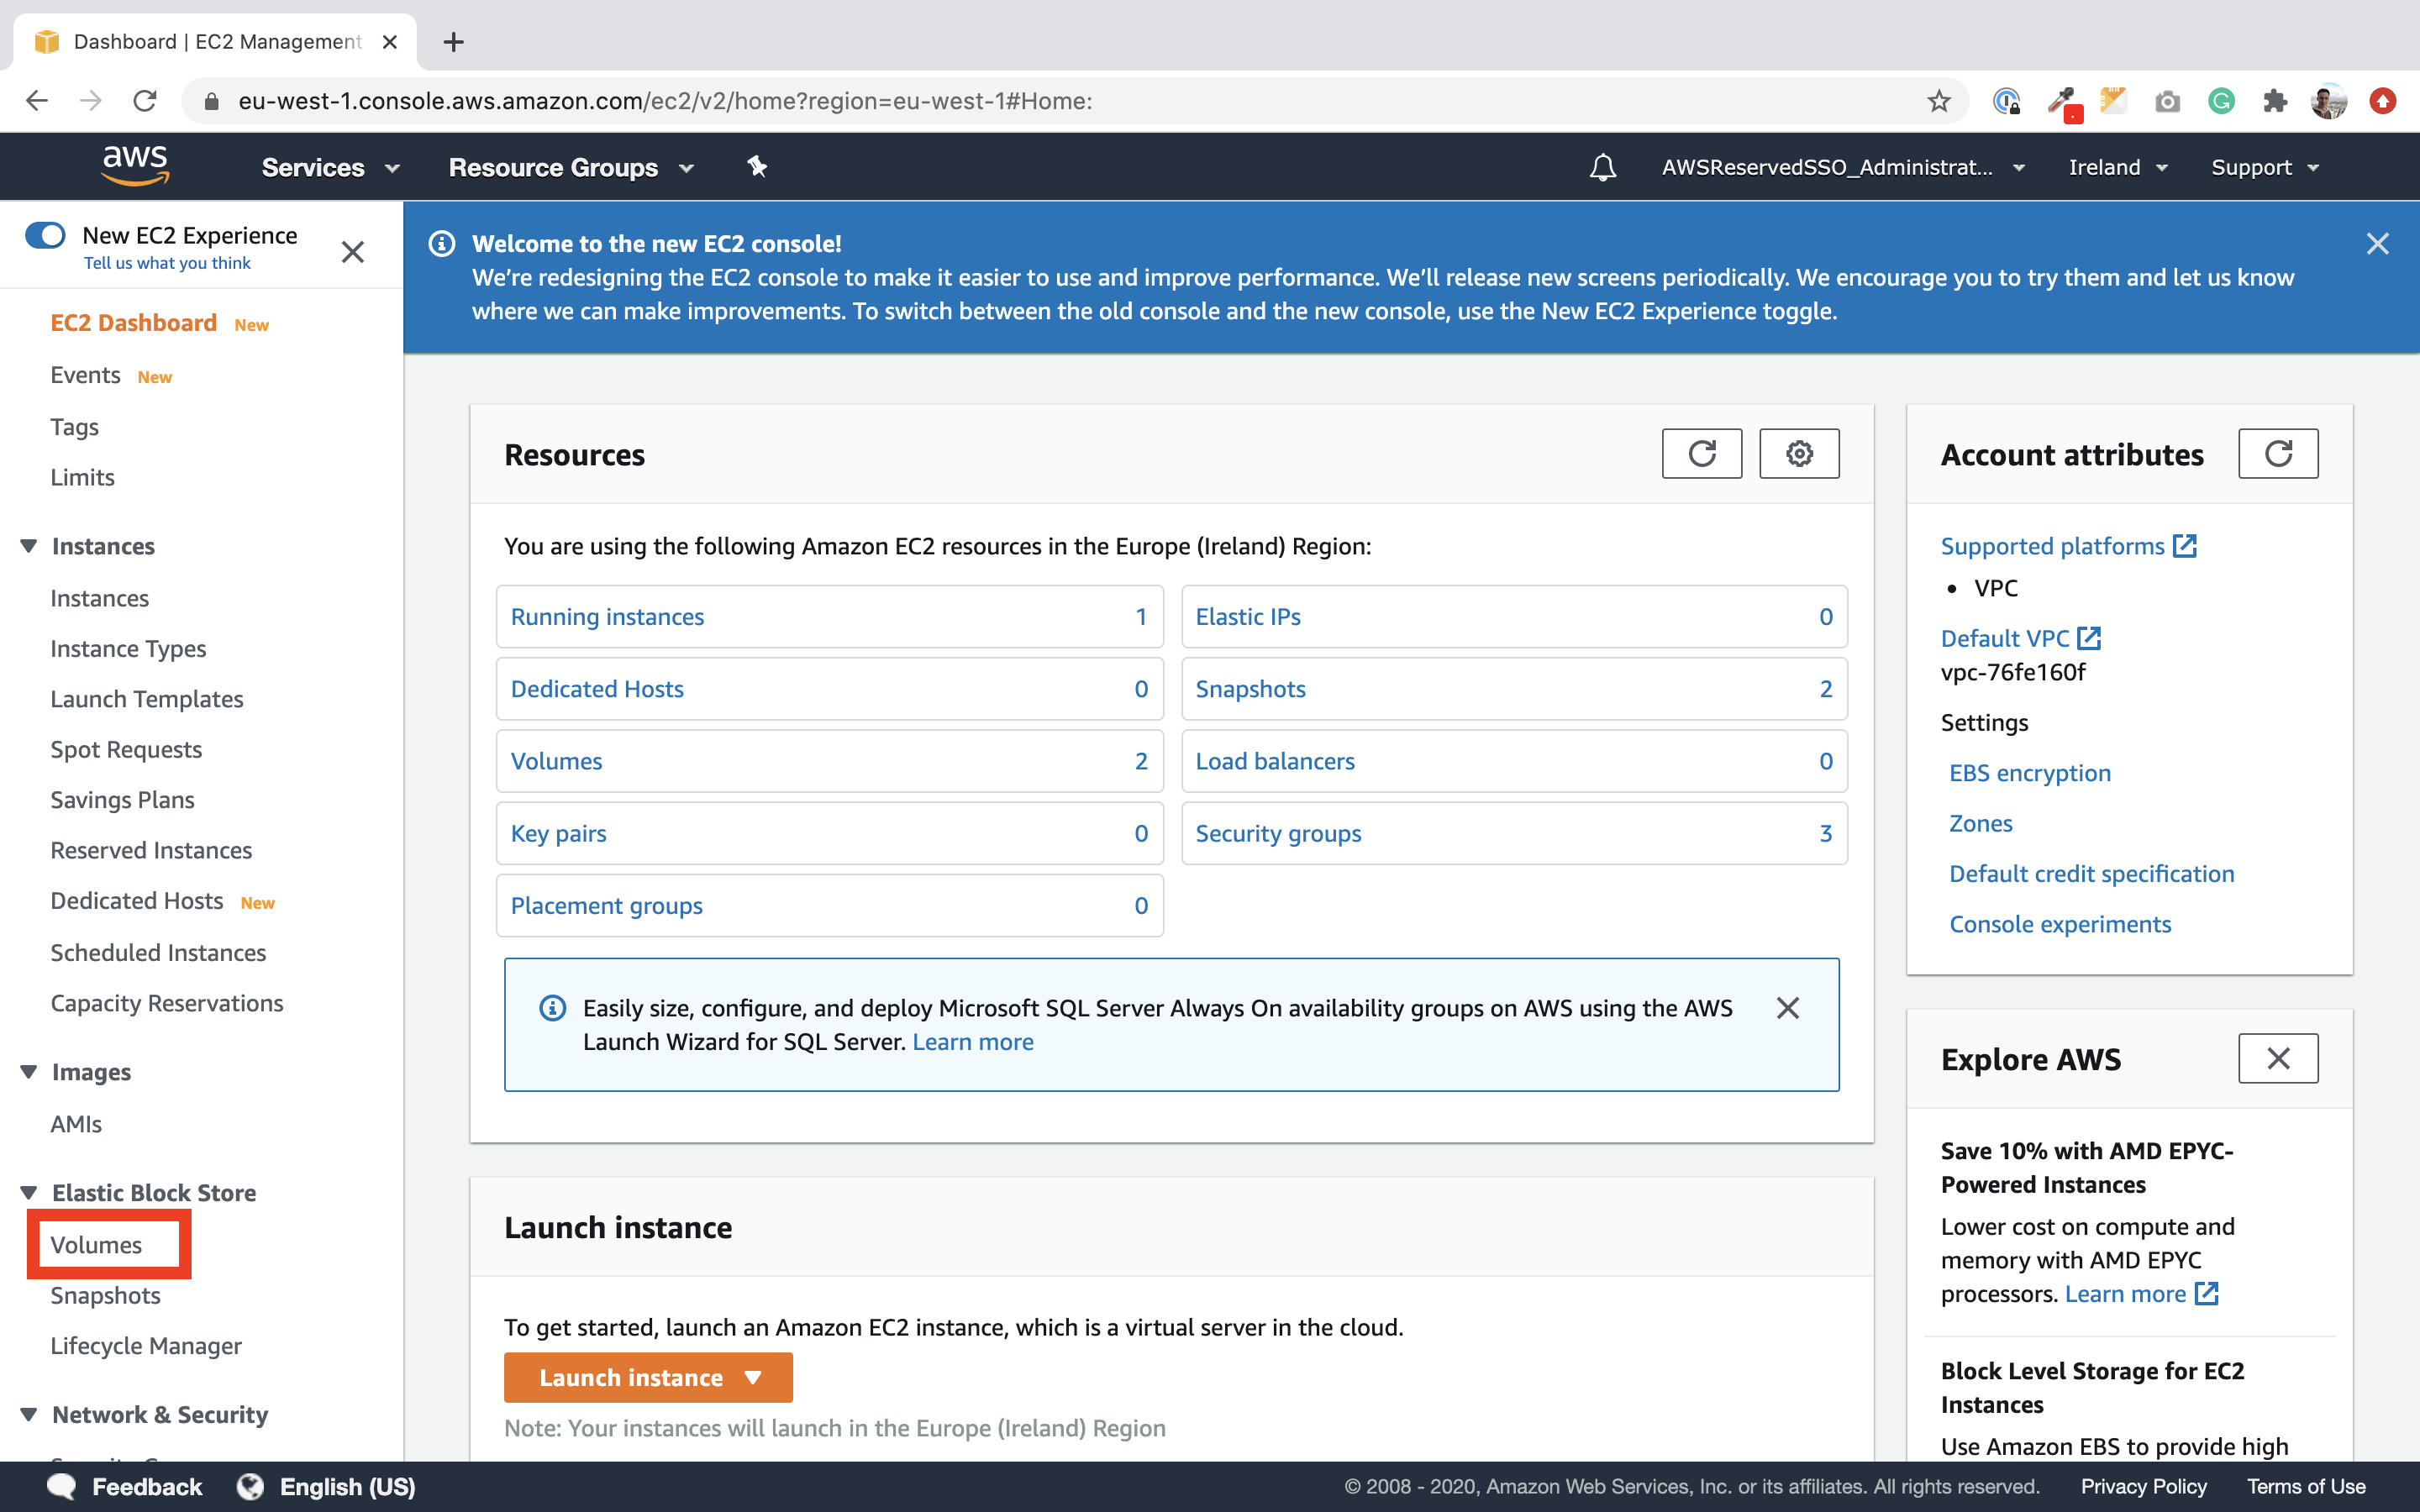 Dashboard | EC2 Management
eu-west-1.console.aws.amazon.com/ec2/v2/home?region=eu-west-1#Home:
aws
Services
Resource Groups
AWSReservedSSO_Administrat...
Ireland
Support
New EC2 Experience
Tell us what you think
EC2 Dashboard New
Events New
Tags
Limits
Instances
Instances
Instance Types
Launch Templates
Spot Requests
Savings Plans
Reserved Instances
Dedicated Hosts New
Scheduled Instances
Capacity Reservations
Images
AMIs
Elastic Block Store
Volumes
Snapshots
Lifecycle Manager
Network & Security
Welcome to the new EC2 console!
We're redesigning the EC2 console to make it easier to use and improve performance. We'll release new screens periodically. We encourage you to try them and let us know
where we can make improvements. To switch between the old console and the new console, use the New EC2 Experience toggle.
Resources
You are using the following Amazon EC2 resources in the Europe (Ireland) Region:
Running instances 1
Elastic IPs 0
Dedicated Hosts 0
Snapshots 2
Volumes 2
Load balancers 0
Key pairs 0
Security groups 3
Placement groups 0
Easily size, configure, and deploy Microsoft SQL Server Always On availability groups on AWS using the AWS
Launch Wizard for SQL Server. Learn more
Launch instance
To get started, launch an Amazon EC2 instance, which is a virtual server in the cloud.
Launch instance
Note: Your instances will launch in the Europe (Ireland) Region
Account attributes
Supported platforms
• VPC
Default VPC
vpc-76fe160f
Settings
EBS encryption
Zones
Default credit specification
Console experiments
Explore AWS
Save 10% with AMD EPYC-
Powered Instances
Lower cost on compute and
memory with AMD EPYC
processors. Learn more
Block Level Storage for EC2
Instances
Use Amazon EBS to provide high
Feedback
English (US)
© 2008 - 2020, Amazon Web Services, Inc. or its affiliates. All rights reserved.
Privacy Policy
Terms of Use